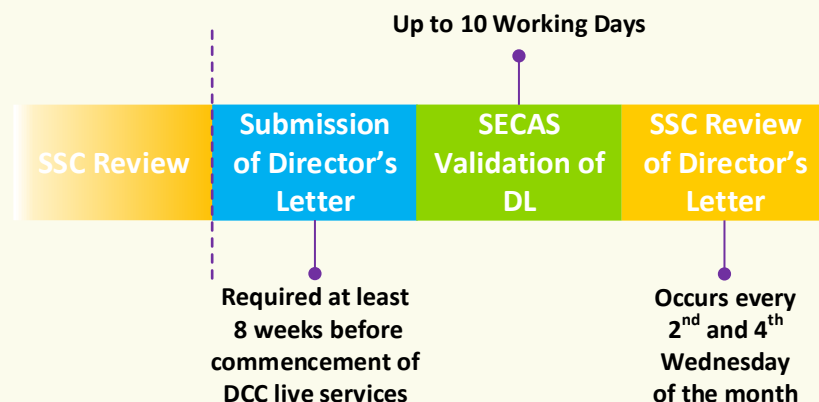 Up to 10 Working Days
SSC Review
Submission
of Director's
Letter
SECAS
Validation of
DL
SSC Review
of Director's
Letter
Required at least
8 weeks before
commencement of
DCC live services
Occurs every
2nd and 4th
Wednesday
of the month